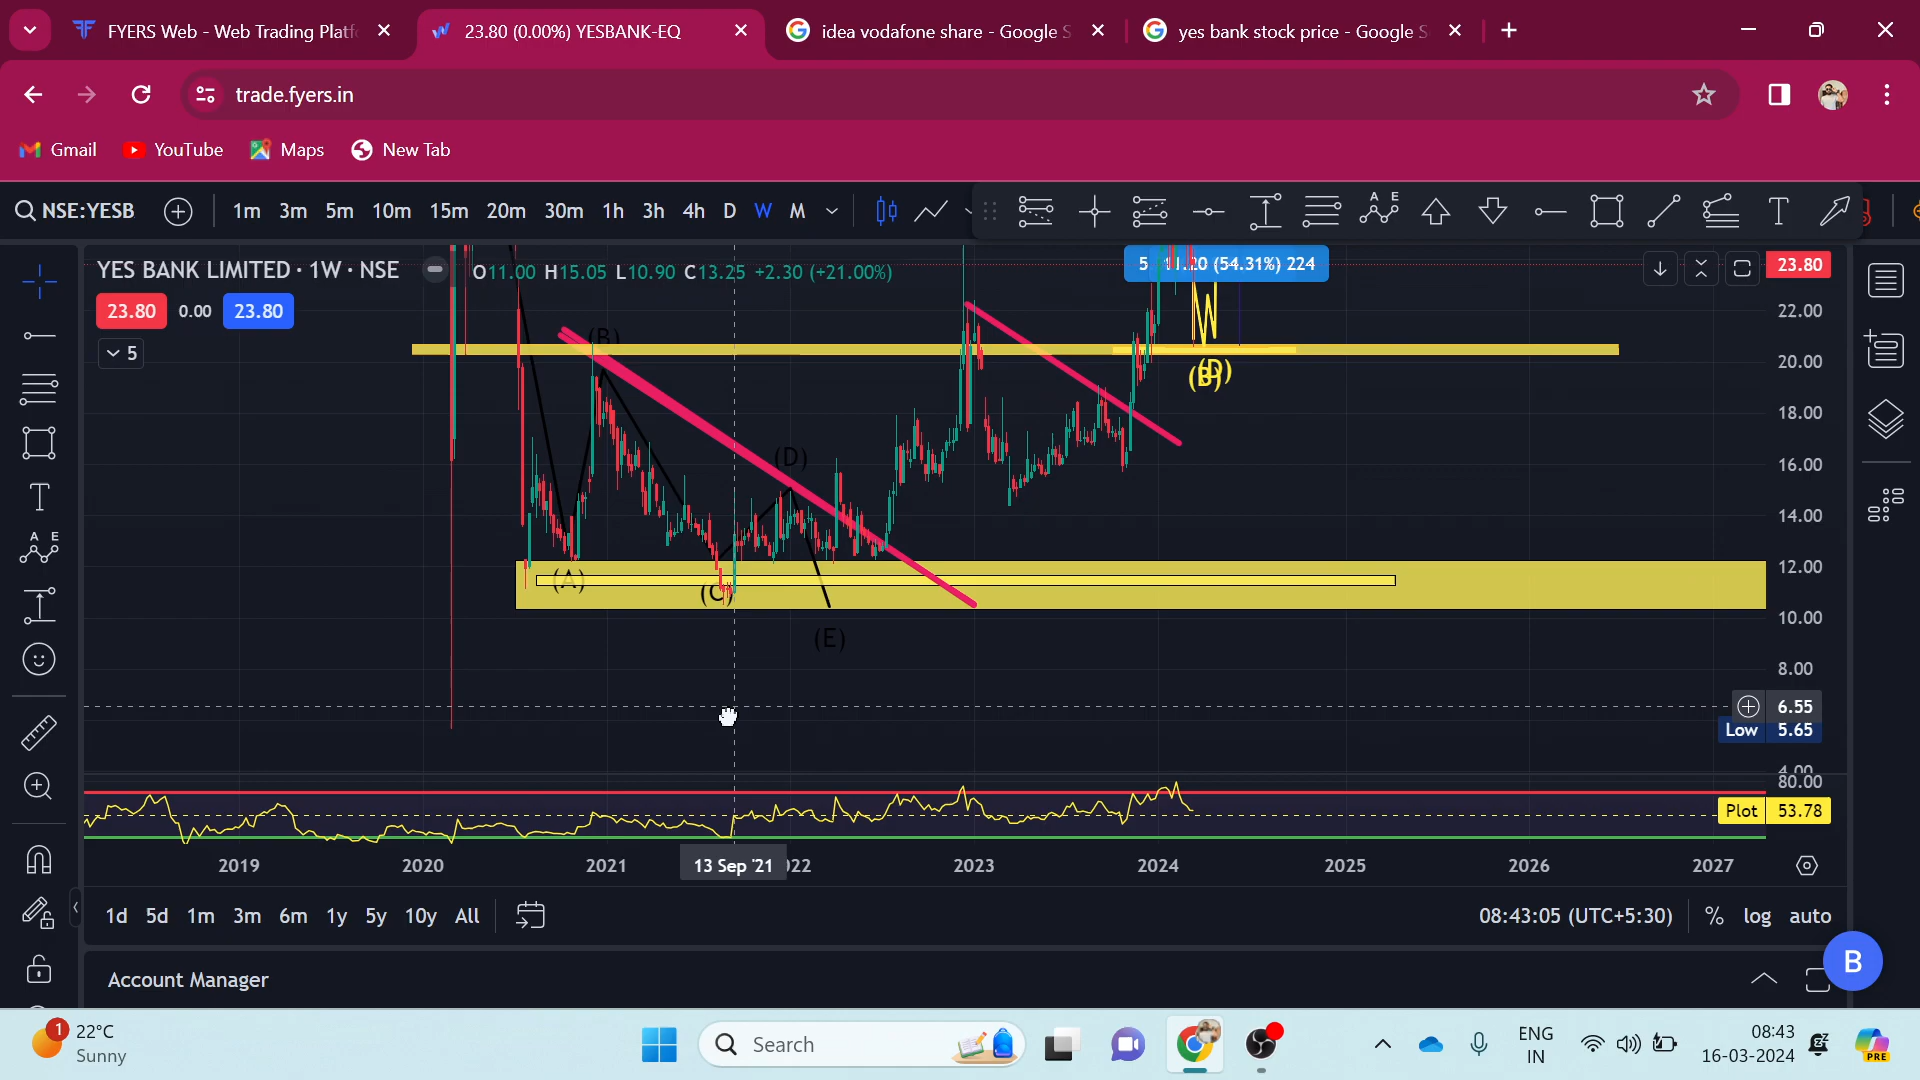 FYERS Web - Web Trading Platf
23.80 (0.00%) YESBANK-EQ
idea vodafone share - Google S
yes bank stock price - Google S
trade.fyers.in
Gmail
YouTube
Maps
New Tab
NSE:YESB
1m 3m 5m 10m 15m 20m 30m 1h 3h 4h D W M
A E
T
YES BANK LIMITED · 1W · NSE
O11.00 H15.05 L10.90 C13.25 +2.30 (+21.00%)
(54.31%) 224
23.80
23.80 0.00 23.80
22.00
5
(B)
20.00
(B) (D)
18.00
(D)
16.00
T
14.00
A E
12.00
(A)
(C)
10.00
(E)
8.00
6.55
Low 5.65
4.00
80.00
Plot 53.78
2019 2020 2021 13 Sep '21 022 2023 2024 2025 2026 2027
1d 5d 1m 3m 6m 1y 5y 10y All
08:43:05 (UTC+5:30) % log auto
B
Account Manager
1
22°C
Sunny
Search
ENG
IN
08:43
16-03-2024
PRE